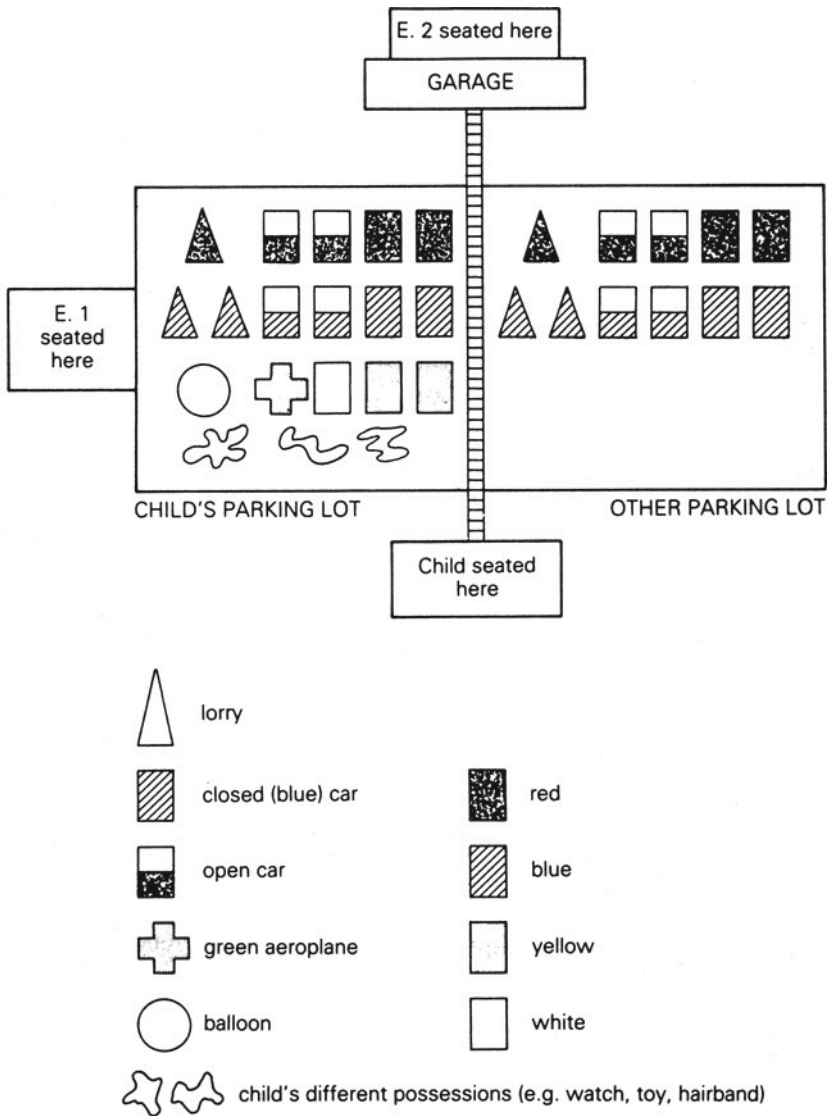 E. 2 seated here
GARAGE
E. 1
seated
here
CHILD'S PARKING LOT
OTHER PARKING LOT
Child seated
here
lorry
closed (blue) car
red
open car
blue
green aeroplane
yellow
balloon
white
child's different possessions (e.g. watch, toy, hairband)